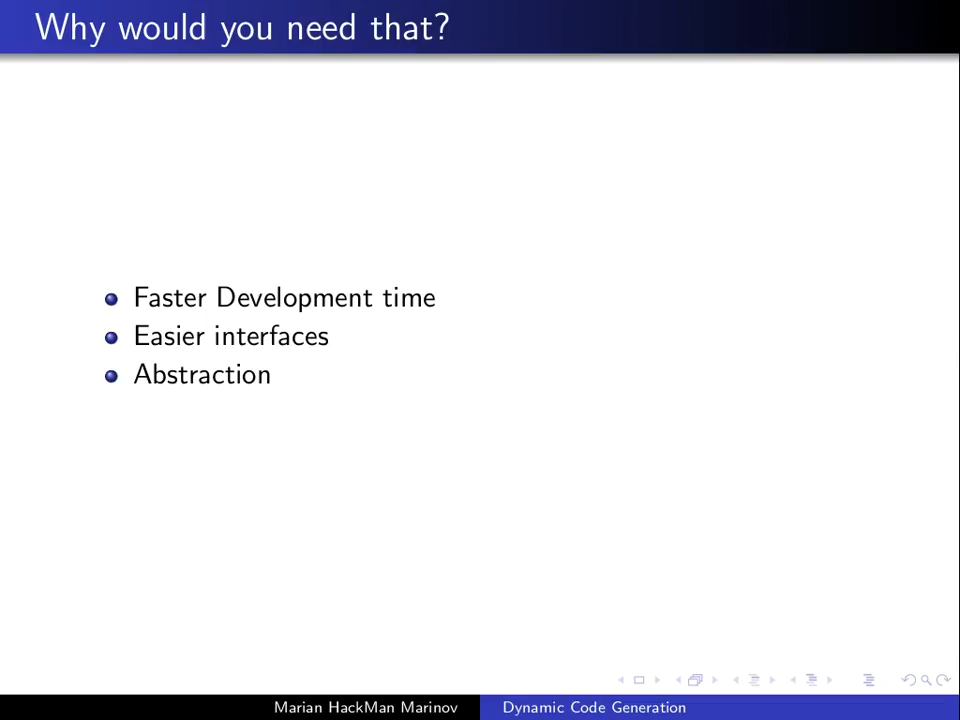 Why would you need that?
Faster Development time
Easier interfaces
Abstraction
Marian HackMan Marinov
Dynamic Code Generation